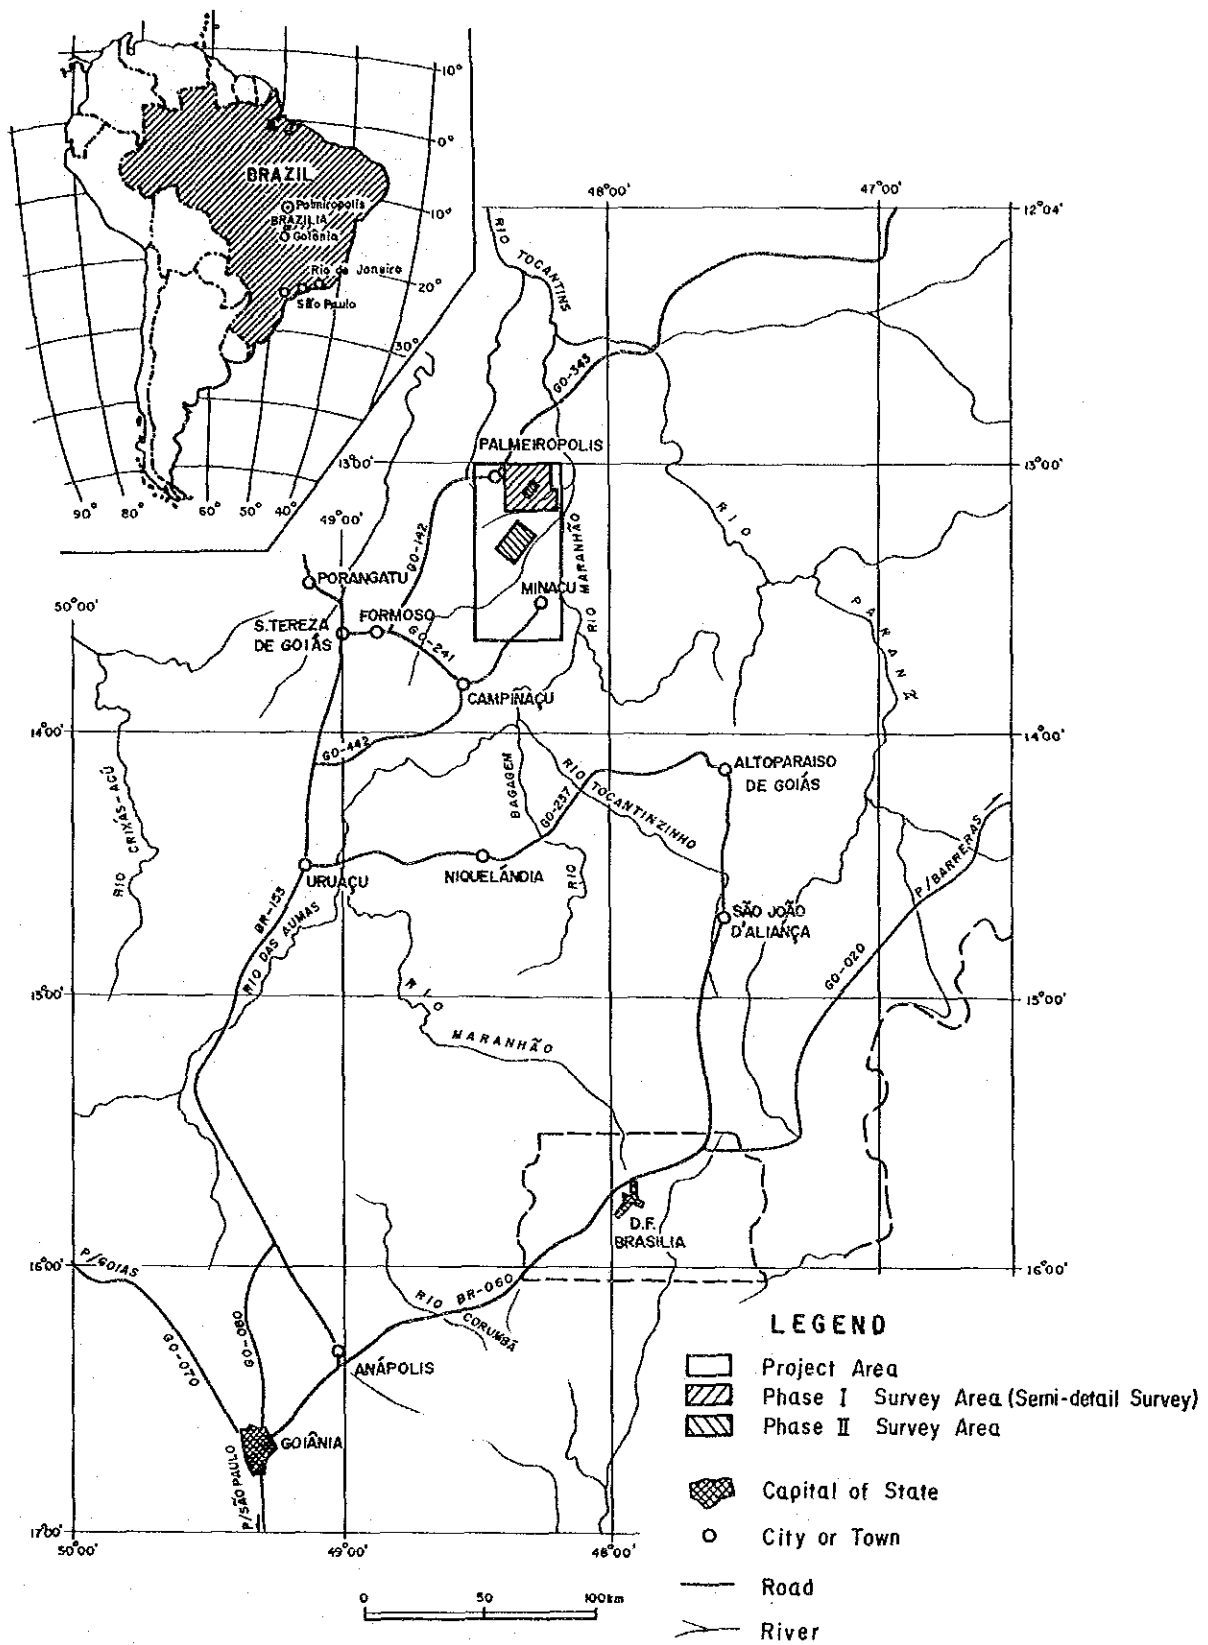 10°
0°
BRAZIL
Palmiropolis
BRAZILIA
10°
Goiânia
Rio de Janeiro
São Paulo
20°
30°
90°
80°
60°
50°
40°
48°00'
47°00'
12°04'
RIO TOCANTINS
GO-343
PALMEIROPOLIS
13°00'
13°00'
49°00'
GO-142
RIO MARANHÃO
RIO
PARANÃ
PORANGATU
MINAÇU
50°00'
FORMOSO
S.TEREZA
DE GOIÁS
GO-241
CAMPINAÇU
14°00'
14°00'
GO-442
BAGAGEM
RIO TOCANTINZINHO
ALTOPARAISO
DE GOIÁS
GO-237
RIO CRIXÁS-AÇÚ
P/BARRERAS
URUAÇU
NIQUELÂNDIA
RIO
BR-153
RIO DAS AUMAS
SÃO JOÃO
D'ALIANÇA
GO-020
15°00'
15°00'
RIO
MARANHÃO
D.F.
BRASILIA
16°00'
16°00'
P/GOIAS
RIO
BR-060
CORUMBÁ
GO-070
GO-080
ANÁPOLIS
GOIÂNIA
P/SÃO PAULO
17°00'
50°00'
49°00'
48°00'
0
50
100km
LEGEND
Project Area
Phase I Survey Area (Semi-detail Survey)
Phase II Survey Area
Capital of State
City or Town
Road
River